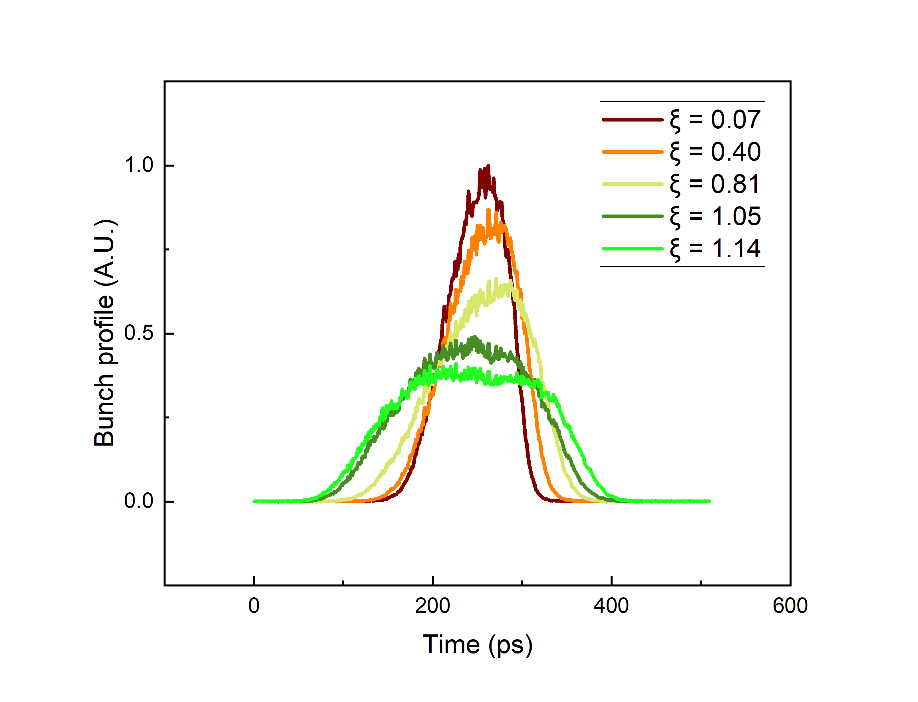 ξ = 0.07
ξ = 0.40
ξ = 0.81
ξ = 1.05
ξ = 1.14
1.0
0.5
0.0
Bunch profile (A.U.)
0 200 400 600
Time (ps)